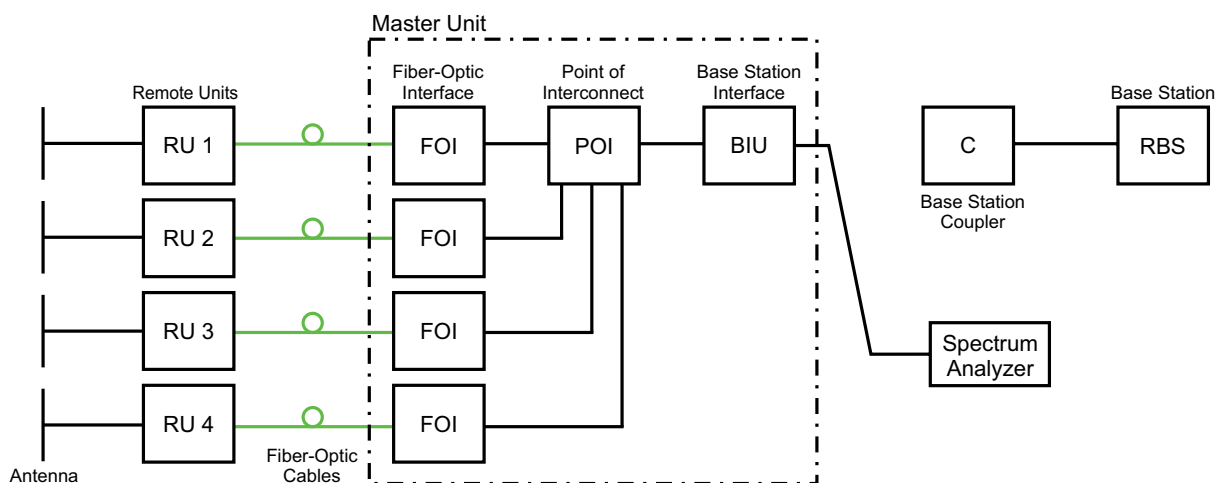 Master Unit
Fiber-Optic
Interface
Point of
Interconnect
Base Station
Interface
Remote Units
Base Station
RU 1
FOI
POI
BIU
C
RBS
Base Station
Coupler
RU 2
FOI
RU 3
FOI
Spectrum
Analyzer
RU 4
FOI
Antenna
Fiber-Optic
Cables